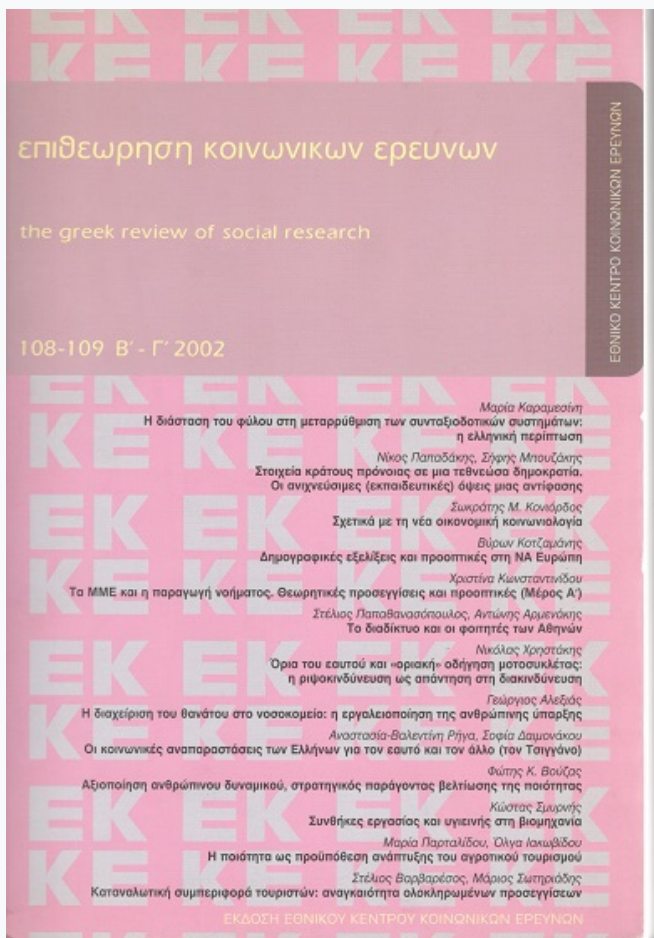 επιθεωρηση κοινωνικων ερευνων
the greek review of social research
108-109 Β΄- Γ΄ 2002
ΕΘΝΙΚΟ ΚΕΝΤΡΟ ΚΟΙΝΩΝΙΚΩΝ ΕΡΕΥΝΩΝ
Μαρία Καραμεσίνη
Η διάσταση του φύλου στη μεταρρύθμιση των συνταξιοδοτικών συστημάτων:
η ελληνική περίπτωση
Νίκος Παπαδάκης, Σήφης Μπουζάκης
Στοιχεία κράτους πρόνοιας σε μια τεθνεώσα δημοκρατία.
Οι ανιχνεύσιμες (εκπαιδευτικές) όψεις μιας αντίφασης
Σωκράτης Μ. Κονιόρδος
Σχετικά με τη νέα οικονομική κοινωνιολογία
Βύρων Κοτζαμάνης
Δημογραφικές εξελίξεις και προοπτικές στη ΝΑ Ευρώπη
Χριστίνα Κωνσταντινίδου
Τα ΜΜΕ και η παραγωγή νοήματος. Θεωρητικές προσεγγίσεις και προοπτικές (Μέρος Α')
Στέλιος Παπαθανασόπουλος, Αντώνης Αρμενάκης
Το διαδίκτυο και οι φοιτητές των Αθηνών
Νικόλας Χρηστάκης
Όρια του εαυτού και «οριακή» οδήγηση μοτοσυκλέτας:
η ριψοκινδύνευση ως απάντηση στη διακινδύνευση
Γεώργιος Αλεξιάς
Η διαχείριση του θανάτου στο νοσοκομείο: η εργαλειοποίηση της ανθρώπινης ύπαρξης
Αναστασία-Βαλεντίνη Ρήγα, Σοφία Δαιμονάκου
Οι κοινωνικές αναπαραστάσεις των Ελλήνων για τον εαυτό και τον άλλο (τον Τσιγγάνο)
Φώτης Κ. Βούζας
Αξιοποίηση ανθρώπινου δυναμικού, στρατηγικός παράγοντας βελτίωσης της ποιότητας
Κώστας Σμυρνής
Συνθήκες εργασίας και υγιεινής στη βιομηχανία
Μαρία Παρταλίδου, Όλγα Ιακωβίδου
Η ποιότητα ως προϋπόθεση ανάπτυξης του αγροτικού τουρισμού
Στέλιος Βαρβαρέσος, Μάριος Σωτηριάδης
Καταναλωτική συμπεριφορά τουριστών: αναγκαιότητα ολοκληρωμένων προσεγγίσεων
ΕΚΔΟΣΗ ΕΘΝΙΚΟΥ ΚΕΝΤΡΟΥ ΚΟΙΝΩΝΙΚΩΝ ΕΡΕΥΝΩΝ